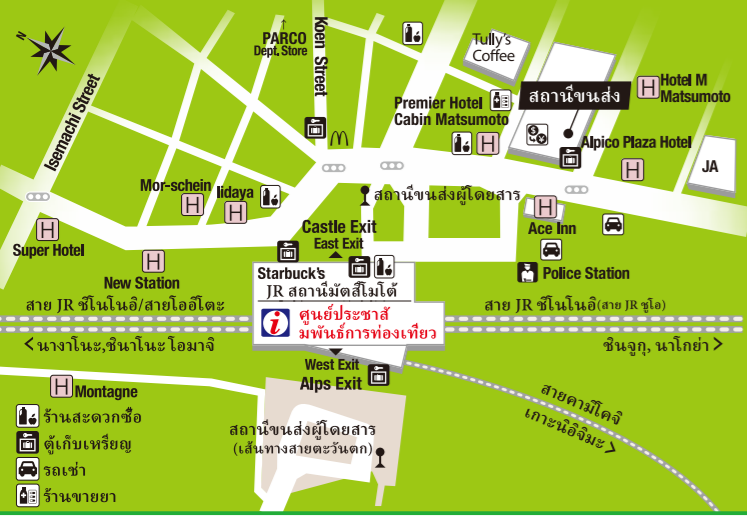 N
↑
PARCO
Dept. Store
Koen Street
Isemachi Street
Tully's
Coffee
สถานีขนส่ง
Hotel M
Matsumoto
Premier Hotel
Cabin Matsumoto
Alpico Plaza Hotel
JA
Mor-schein
Iidaya
สถานีขนส่งผู้โดยสาร
Castle Exit
East Exit
Ace Inn
Super Hotel
New Station
Starbuck's
JR สถานีมัตสึโมโต้
ศูนย์ประชาสั
มพันธ์การท่องเที่ยว
Police Station
สาย JR ชิโนโนอิ/สายโออิโตะ
สาย JR ชิโนโนอิ(สาย JR ชูโอ)
<นางาโนะ,ชินาโนะ โอมาจิ
ชินจูกุ, นาโกย่า>
West Exit
Alps Exit
Montagne
สายคามิโคจิ
เกาะนิอิจิมะ>
สถานีขนส่งผู้โดยสาร
(เส้นทางสายตะวันตก)
ร้านสะดวกซื้อ
ตู้เก็บเหรียญ
รถเช่า
ร้านขายยา